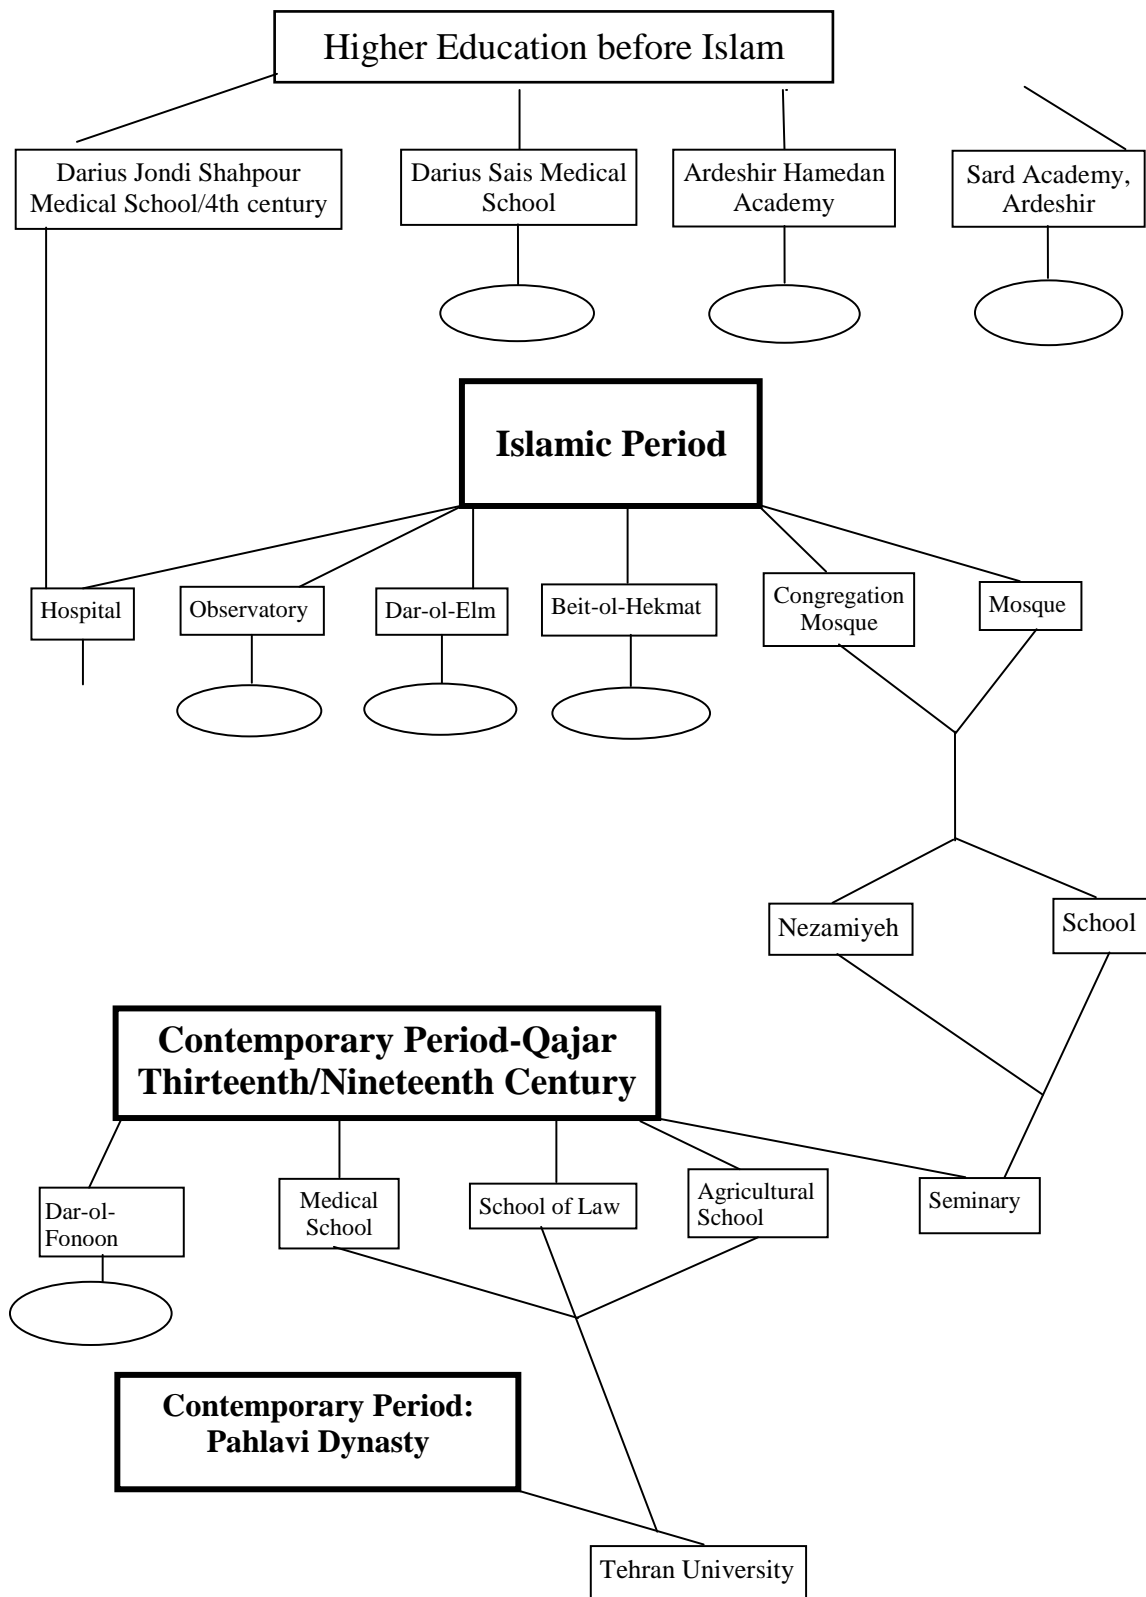 Higher Education before Islam
Darius Jondi Shahpour
Medical School/4th century
Darius Sais Medical
School
Ardeshir Hamedan
Academy
Sard Academy,
Ardeshir
Islamic Period
Hospital
Observatory
Dar-ol-Elm
Beit-ol-Hekmat
Congregation
Mosque
Mosque
Nezamiyeh
School
Contemporary Period-Qajar
Thirteenth/Nineteenth Century
Dar-ol-
Fonoon
Medical
School
School of Law
Agricultural
School
Seminary
Contemporary Period:
Pahlavi Dynasty
Tehran University